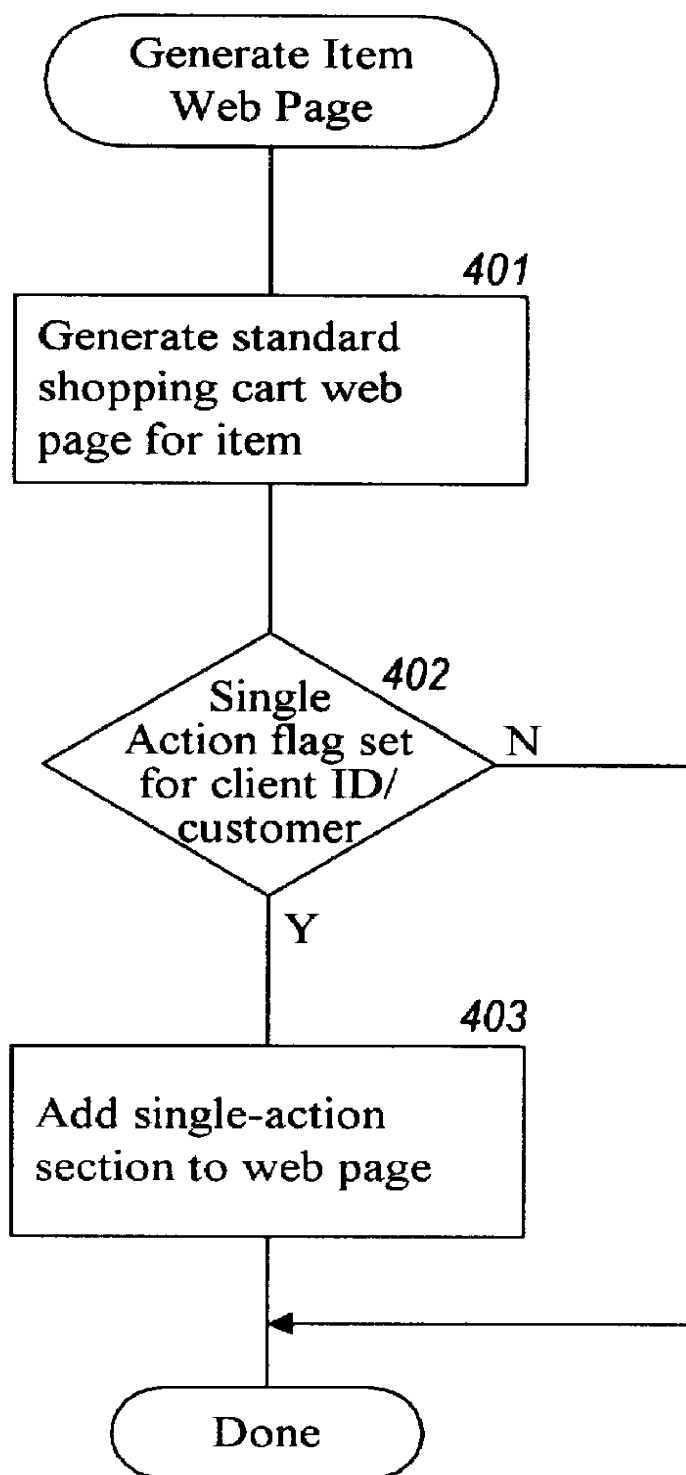 Generate Item
Web Page
401
Generate standard
shopping cart web
page for item
402
Single
Action flag set
for client ID/
customer
N
Y
403
Add single-action
section to web page
Done